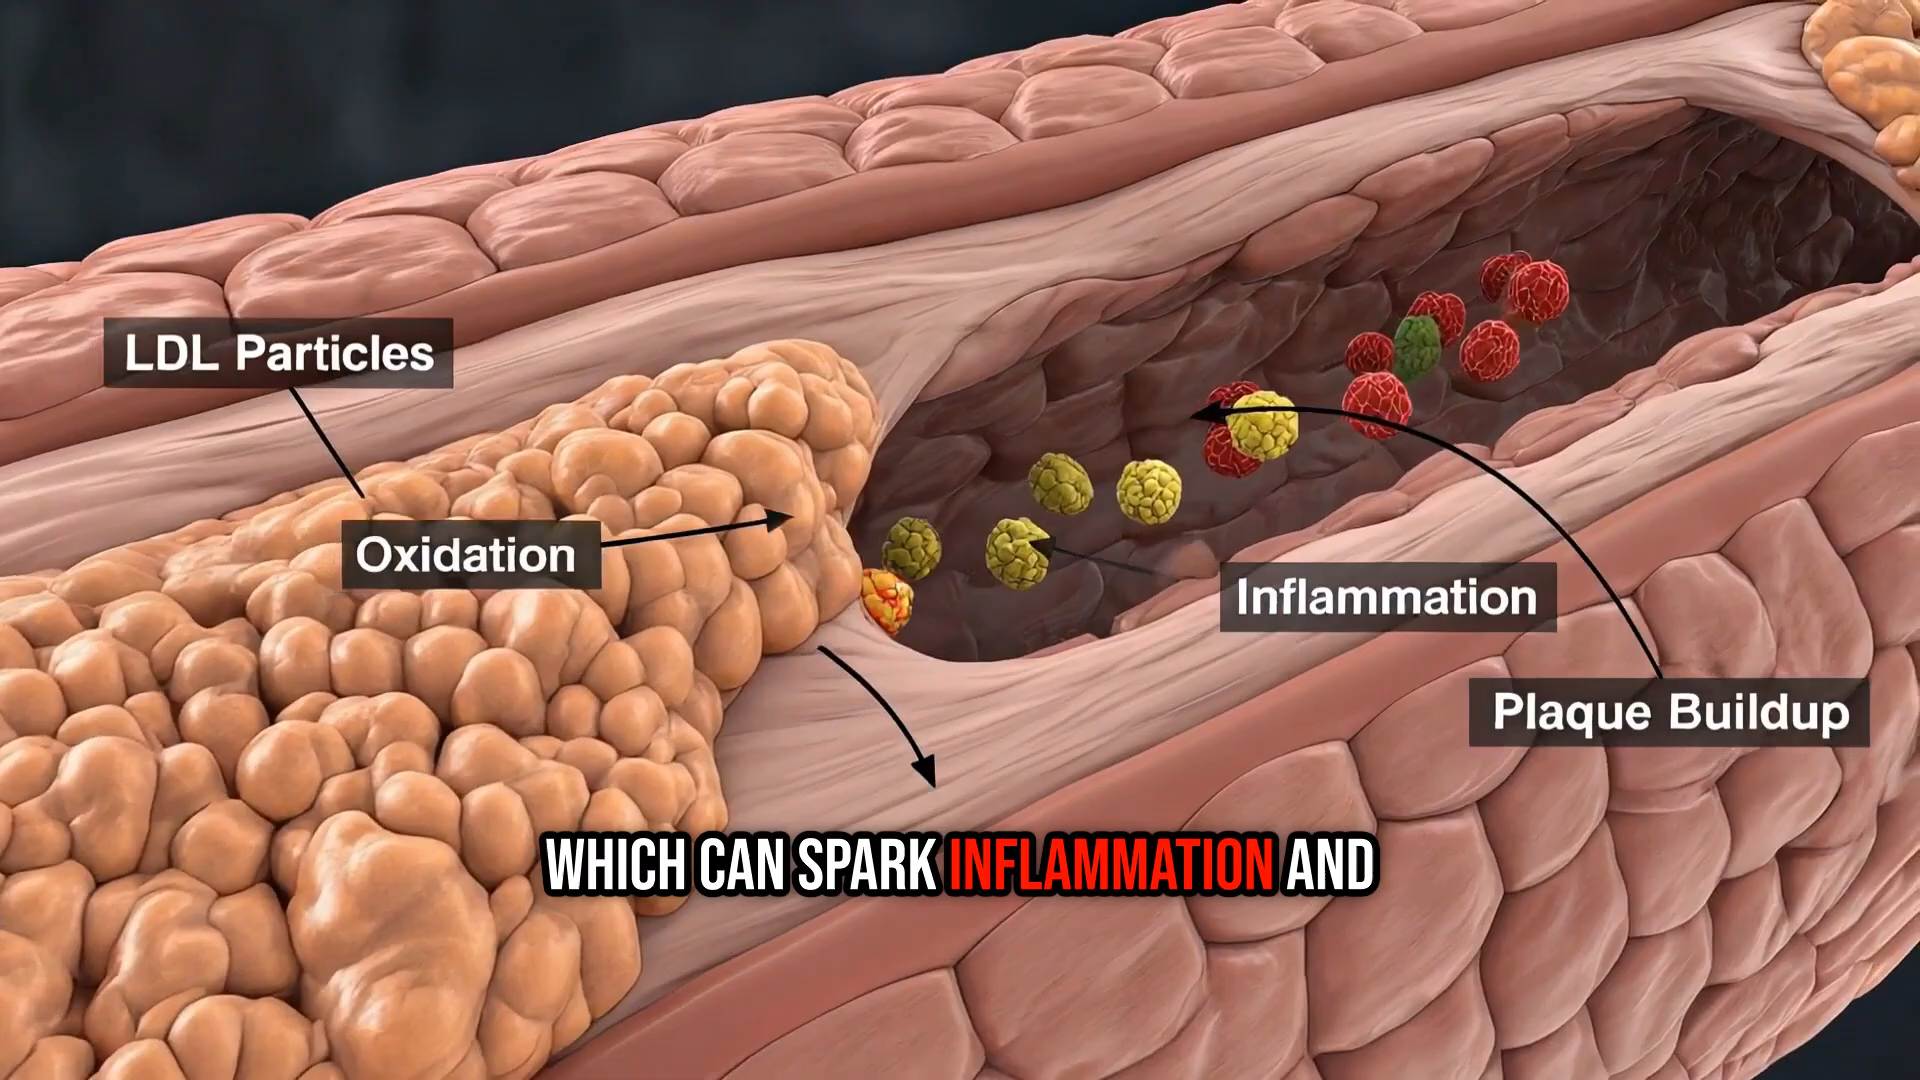 LDL Particles
Oxidation
Inflammation
Plaque Buildup
WHICH CAN SPARK INFLAMMATION AND